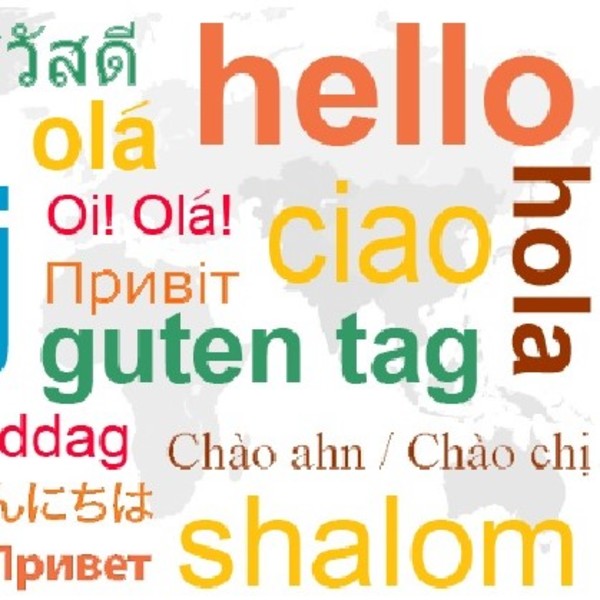 วัสดี
hello
olá
hola
Oi! Olá!
ciao
Привіт
guten tag
ddag
Chào ahn / Chào chị
んにちは
Привет
shalom